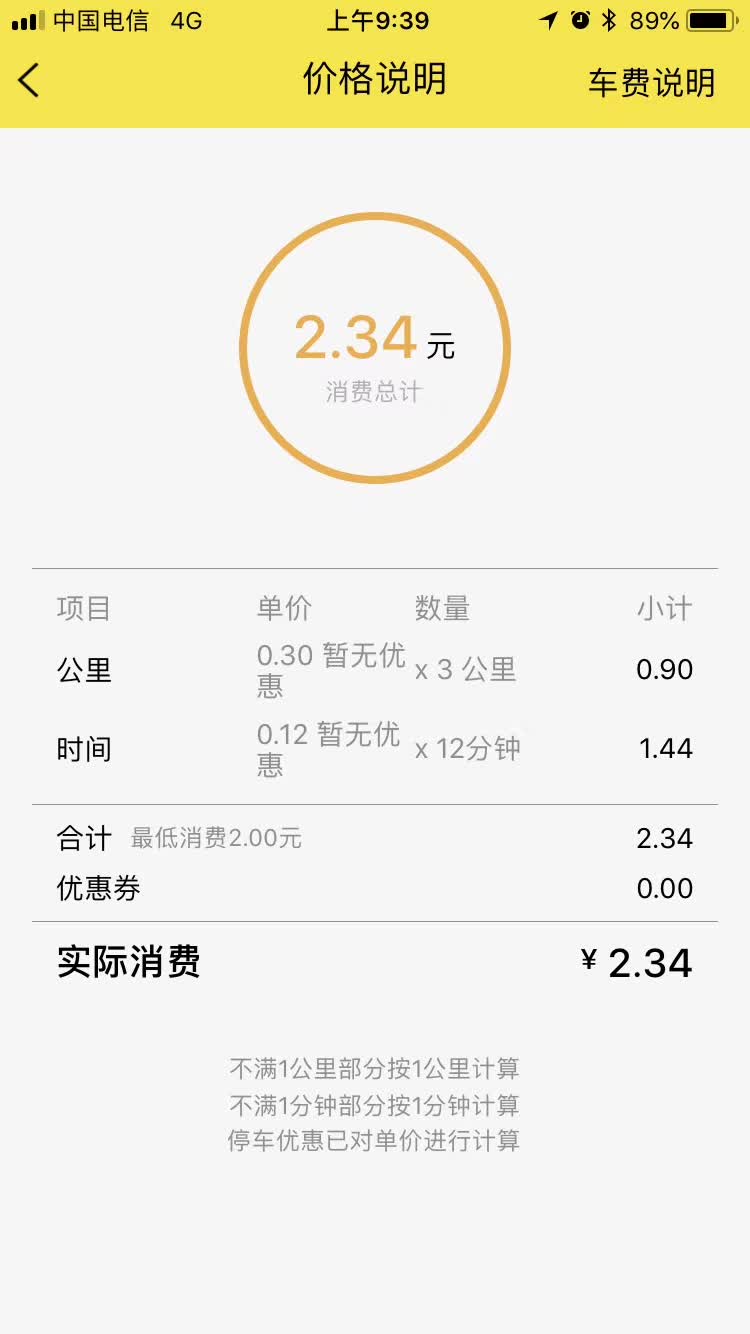 中国电信 4G 上午9:39 89%
价格说明 车费说明
2.34 元
消费总计
项目 单价 数量 小计
公里 0.30 暂无优惠 x 3 公里 0.90
时间 0.12 暂无优惠 x 12分钟 1.44
合计 最低消费2.00元 2.34
优惠券 0.00
实际消费 ¥ 2.34
不满1公里部分按1公里计算
不满1分钟部分按1分钟计算
停车优惠已对单价进行计算